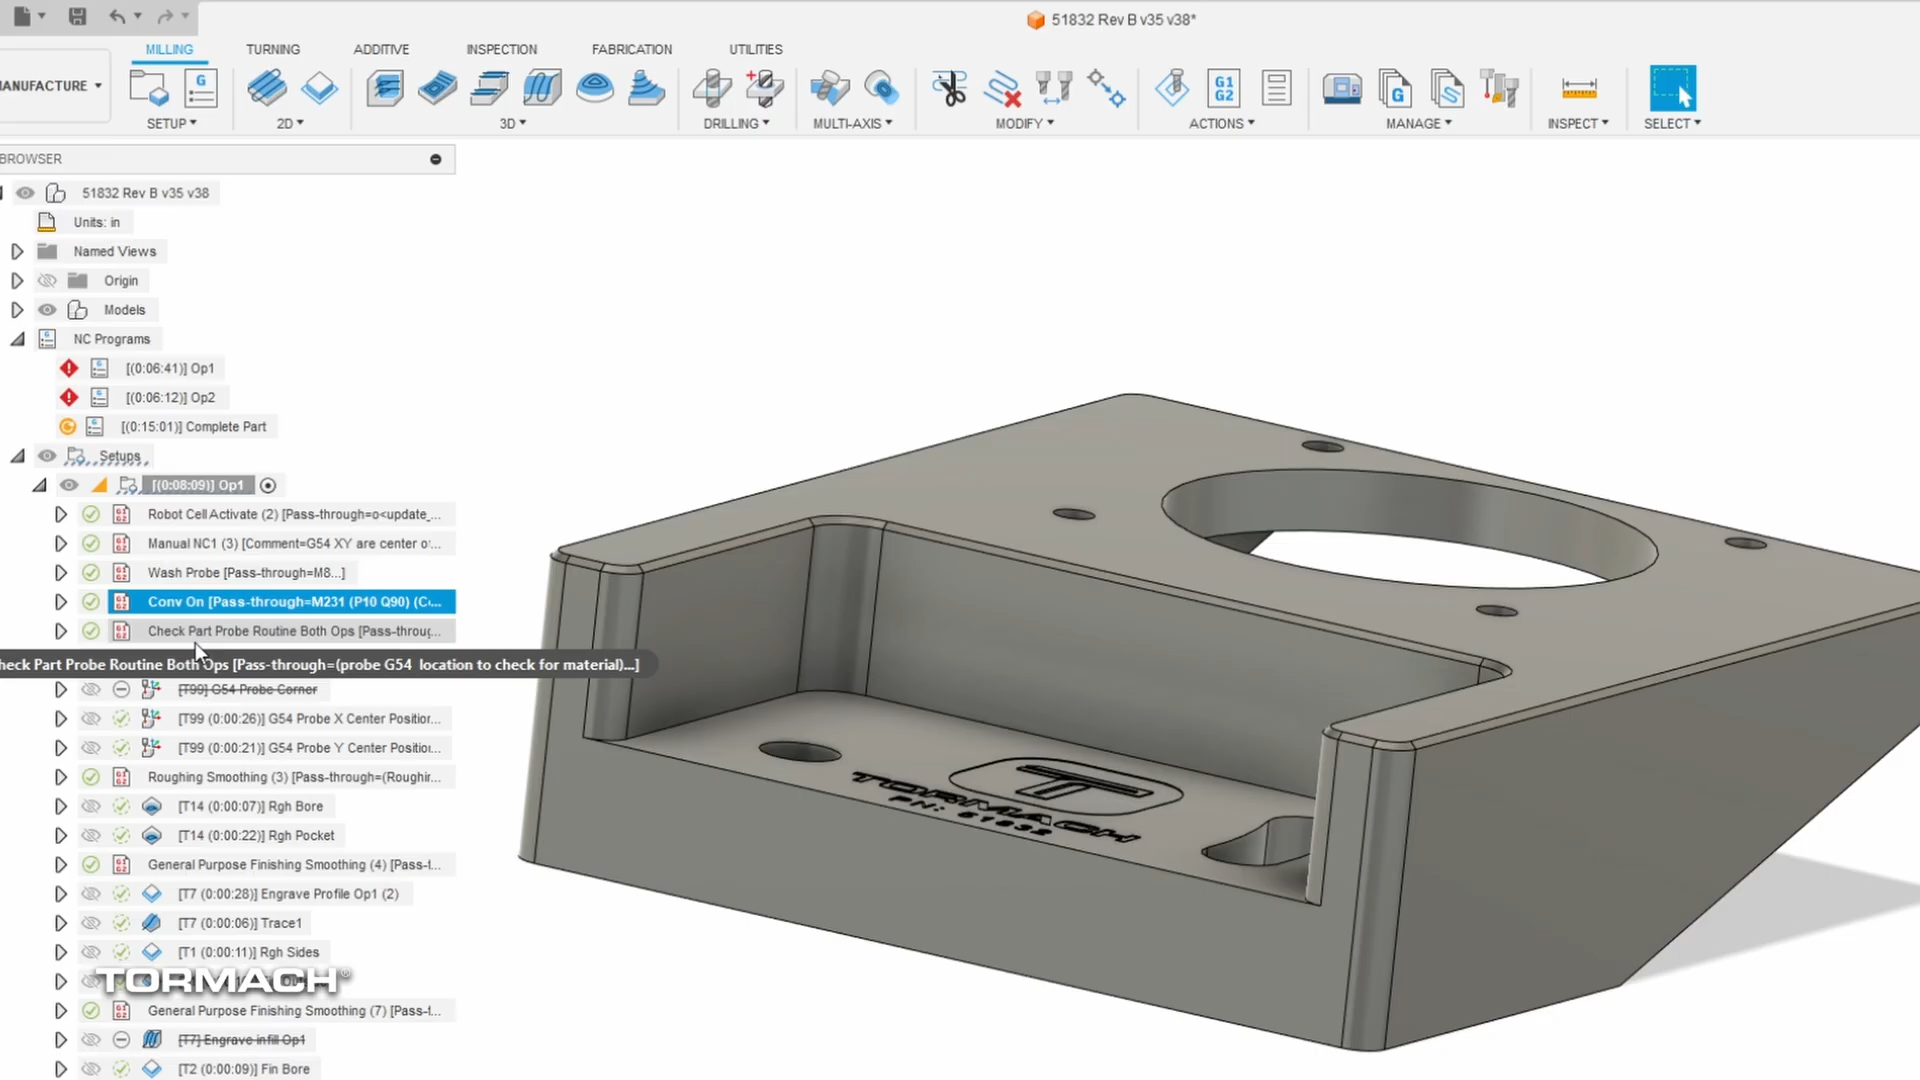 51832 Rev B v35 v38*
MILLING TURNING ADDITIVE INSPECTION FABRICATION UTILITIES
ANUFACTURE
SETUP 2D 3D DRILLING MULTI-AXIS MODIFY ACTIONS MANAGE INSPECT SELECT
BROWSER
51832 Rev B v35 v38
Units: in
Named Views
Origin
Models
NC Programs
[(0:06:41)] Op1
[(0:06:12)] Op2
[(0:15:01)] Complete Part
Setups
[(0:08:09)] Op1
Robot Cell Activate (2) [Pass-through=o<update_...
Manual NC1 (3) [Comment=G54 XY are center o...
Wash Probe [Pass-through=M8...]
Conv On [Pass-through=M231 (P10 Q90) (C...
Check Part Probe Routine Both Ops [Pass-throug...
heck Part Probe Routine Both Ops [Pass-through=(probe G54 location to check for material)...]
[T99] G54 Probe Corner
[T99 (0:00:26)] G54 Probe X Center Position...
[T99 (0:00:21)] G54 Probe Y Center Position...
Roughing Smoothing (3) [Pass-through=(Roughin...
[T14 (0:00:07)] Rgh Bore
[T14 (0:00:22)] Rgh Pocket
General Purpose Finishing Smoothing (4) [Pass-t...
[T7 (0:00:28)] Engrave Profile Op1 (2)
[T7 (0:00:06)] Trace1
[T1 (0:00:11)] Rgh Sides
TORMACH®
General Purpose Finishing Smoothing (7) [Pass-t...
[T7] Engrave infill Op1
[T2 (0:00:09)] Fin Bore
TORMACH
PN: 51832